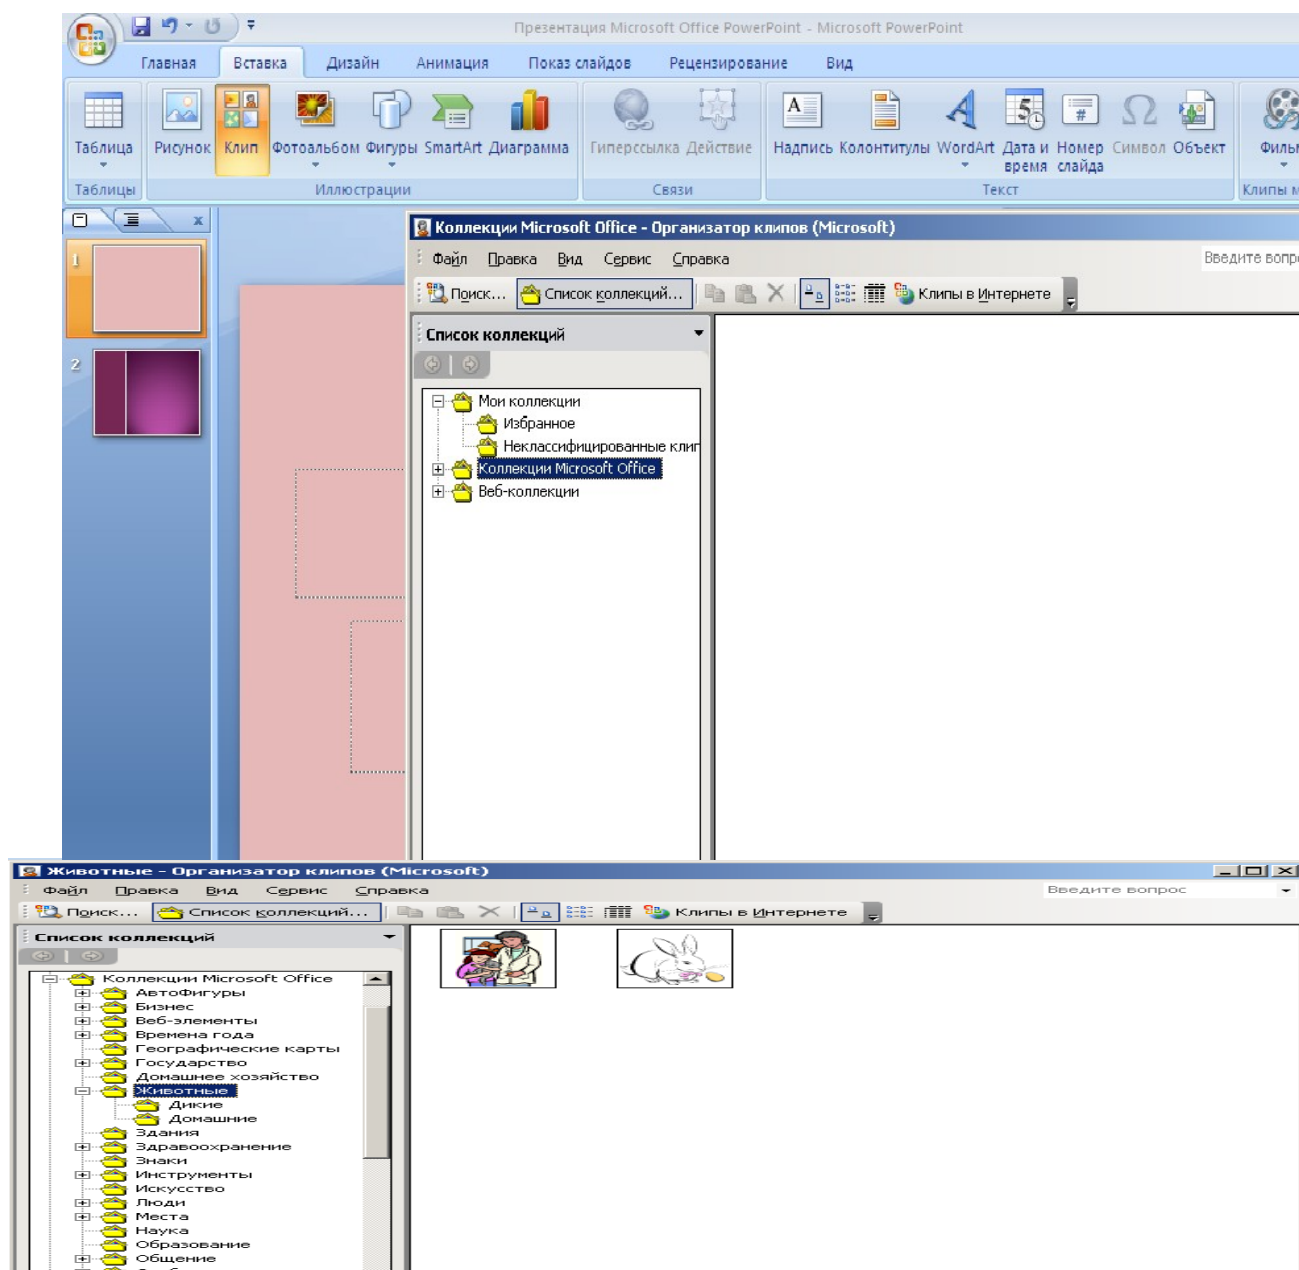 Презентация Microsoft Office PowerPoint - Microsoft PowerPoint
Главная Вставка Дизайн Анимация Показ слайдов Рецензирование Вид
Таблица Рисунок Клип Фотоальбом Фигуры SmartArt Диаграмма Гиперссылка Действие Надпись Колонтитулы WordArt Дата и время Номер слайда Символ Объект
Таблицы Иллюстрации Связи Текст
1
2
Коллекции Microsoft Office - Организатор клипов (Microsoft)
Файл Правка Вид Сервис Справка Введите
Поиск... Список коллекций... Клипы в Интернете
Список коллекций
Мои коллекции
Избранное
Неклассифицированные
Коллекции Microsoft Office
Веб-коллекции
Животные - Организатор клипов (Microsoft)
Файл Правка Вид Сервис Справка Введите вопрос
Поиск... Список коллекций... Клипы в Интернете
Список коллекций
Коллекции Microsoft Office
АвтоФигуры
Бизнес
Веб-элементы
Времена года
Географические карты
Государство
Домашнее хозяйство
Животные
Дикие
Домашние
Здания
Здравоохранение
Знаки
Инструменты
Искусство
Люди
Места
Наука
Образование
Общение